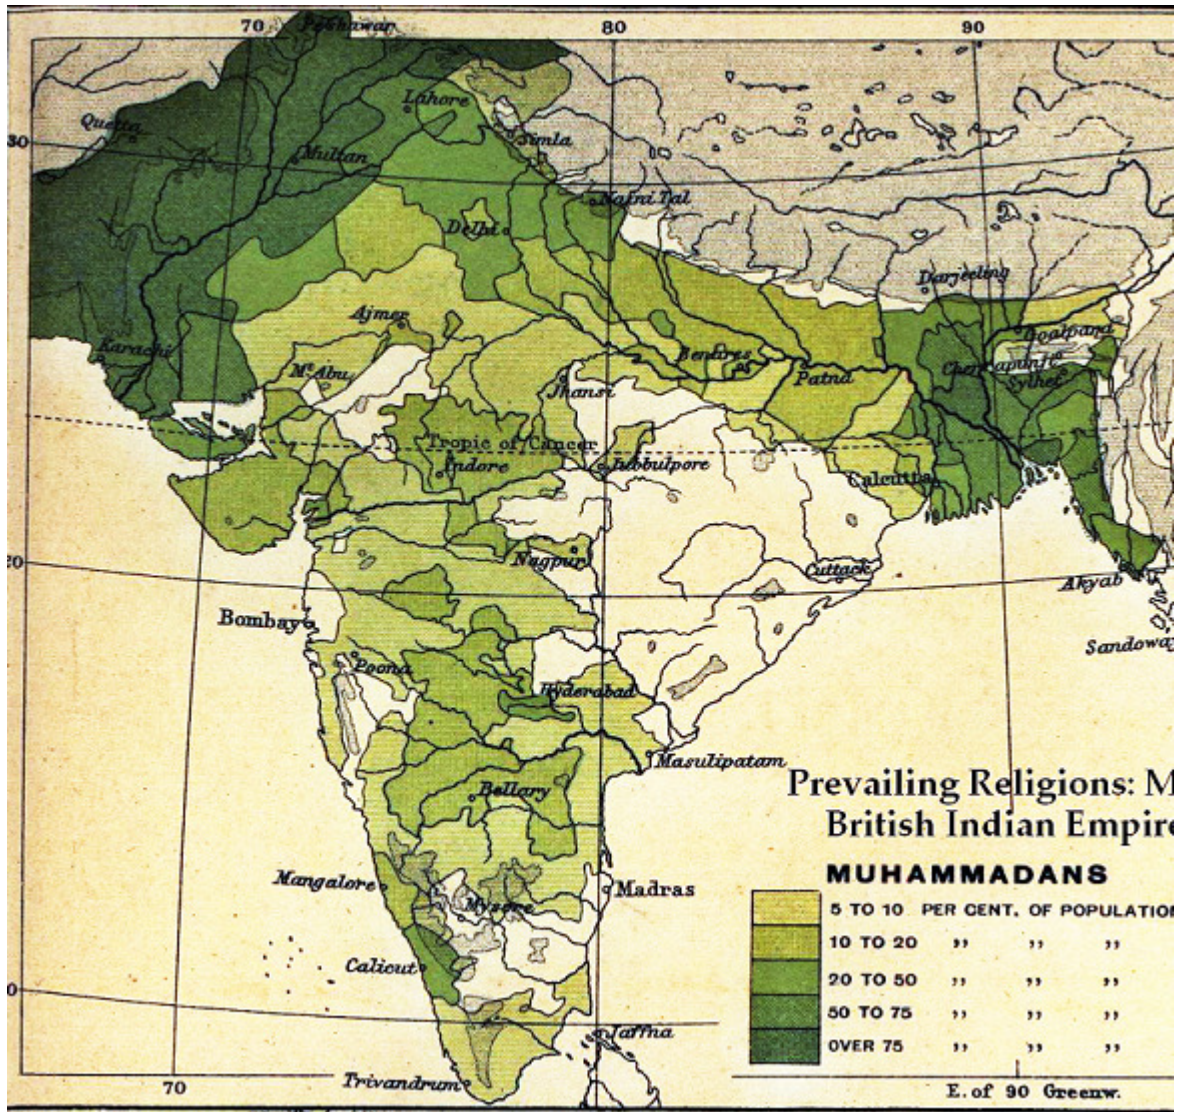 70 80 90
Peshawar
Lahore
Quetta
Simla
30
Multan
Naini Tal
Delhi
Darjeeling
Ajmer
Goalpara
Karachi
Benares
Cherrapunji
Mt Abu
Patna
Sylhet
Jhansi
Tropic of Cancer
Indore
Jubbulpore
Calcutta
Nagpur
20
Cuttack
Akyab
Bombay
Sandoway
Poona
Hyderabad
Masulipatam
Prevailing Religions: M
Bellary
British Indian Empire
MUHAMMADANS
Mangalore
Madras
Mysore
5 TO 10 PER CENT. OF POPULATION
10 TO 20 " " "
Calicut
20 TO 50 " " "
0
50 TO 75 " " "
Jaffna
OVER 75 " " "
Trivandrum
70
E. of 90 Greenw.